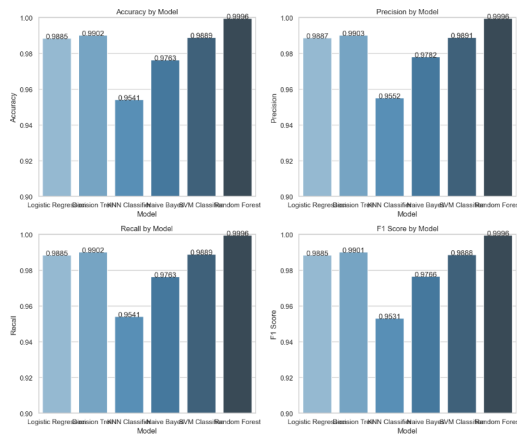 Accuracy by Model
1.00
0.98
0.96
0.94
0.92
0.90
Accuracy
0.9885
0.9902
0.9541
0.9763
0.9889
0.9996
Logistic Regression
Decision Tree
KNN Classifier
Naive Bayes
SVM Classifier
Random Forest
Model
Precision by Model
1.00
0.98
0.96
0.94
0.92
0.90
Precision
0.9887
0.9903
0.9552
0.9782
0.9891
0.9996
Logistic Regression
Decision Tree
KNN Classifier
Naive Bayes
SVM Classifier
Random Forest
Model
Recall by Model
1.00
0.98
0.96
0.94
0.92
0.90
Recall
0.9885
0.9902
0.9541
0.9763
0.9889
0.9996
Logistic Regression
Decision Tree
KNN Classifier
Naive Bayes
SVM Classifier
Random Forest
Model
F1 Score by Model
1.00
0.98
0.96
0.94
0.92
0.90
F1 Score
0.9885
0.9901
0.9531
0.9766
0.9888
0.9996
Logistic Regression
Decision Tree
KNN Classifier
Naive Bayes
SVM Classifier
Random Forest
Model